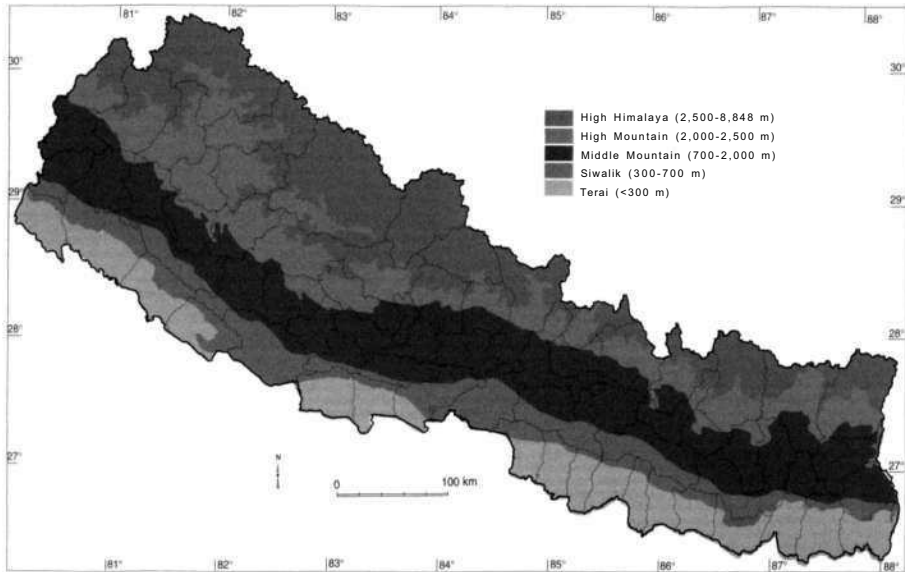 81° 82° 83° 84° 85° 86° 87° 88°
30° 30°
High Himalaya (2,500-8,848 m)
High Mountain (2,000-2,500 m)
Middle Mountain (700-2,000 m)
Siwalik (300-700 m)
Terai (<300 m)
29° 29°
28° 28°
27° 27°
N
0 100 km
81° 82° 83° 84° 85° 86° 87° 88°